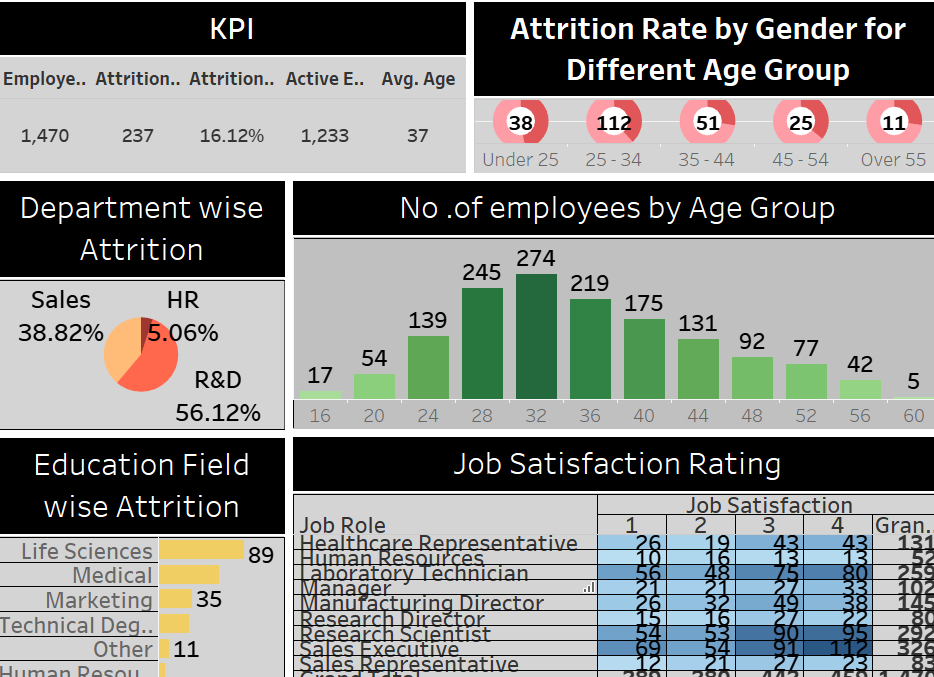 KPI
Employe.. Attrition.. Attrition.. Active E.. Avg. Age
1,470 237 16.12% 1,233 37
Attrition Rate by Gender for
Different Age Group
38 112 51 25 11
Under 25 25 - 34 35 - 44 45 - 54 Over 55
Department wise
Attrition
Sales
38.82%
HR
5.06%
R&D
56.12%
No .of employees by Age Group
17 54 139 245 274 219 175 131 92 77 42 5
16 20 24 28 32 36 40 44 48 52 56 60
Education Field
wise Attrition
Life Sciences 89
Medical
Marketing 35
Technical Deg..
Other 11
Human Resou..
Job Satisfaction Rating
Job Satisfaction
Job Role 1 2 3 4 Gran..
Healthcare Representative 26 19 43 43 131
Human Resources 10 16 13 13 52
Laboratory Technician 56 48 75 80 259
Manager 21 21 27 33 102
Manufacturing Director 26 32 49 38 145
Research Director 15 16 27 22 80
Research Scientist 54 53 90 95 292
Sales Executive 69 54 91 112 326
Sales Representative 12 21 27 23 83
Grand Total 289 280 442 459 1,470